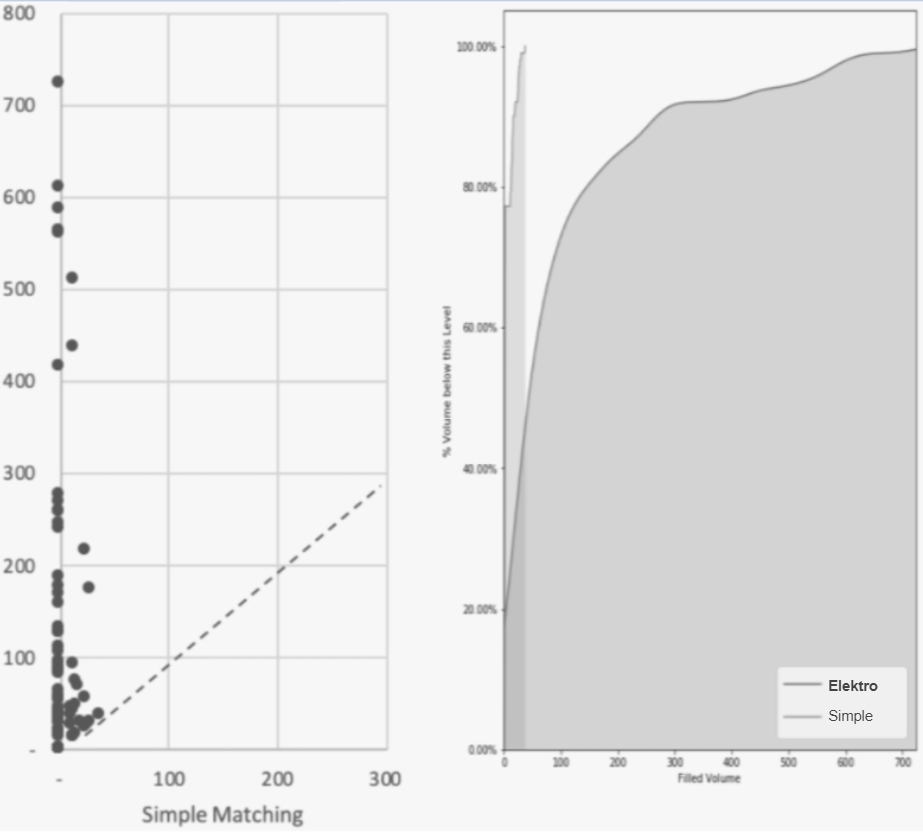 800
700
600
500
400
300
200
100
-
- 100 200 300
Simple Matching
100.00%
80.00%
60.00%
40.00%
20.00%
0.00%
% Volume below this Level
0 100 200 300 400 500 600 700
Filled Volume
Elektro
Simple